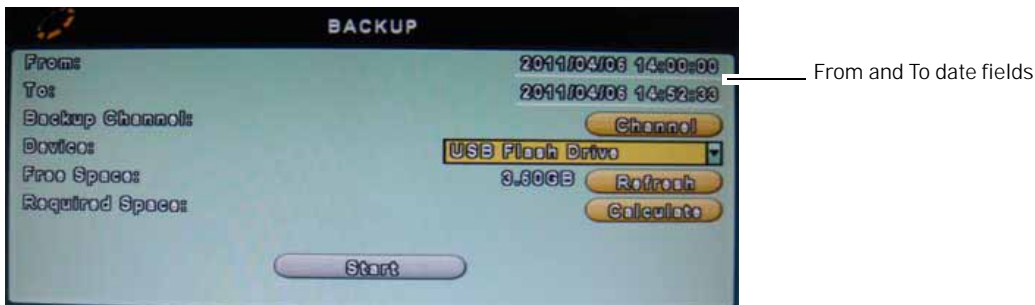 BACKUP
From: 2011/04/06 14:00:00
From and To date fields
To: 2011/04/06 14:52:33
Backup Channel: Channel
Device: USB Flash Drive
Free Space: 3.60GB Refresh
Required Space: Calculate
Start